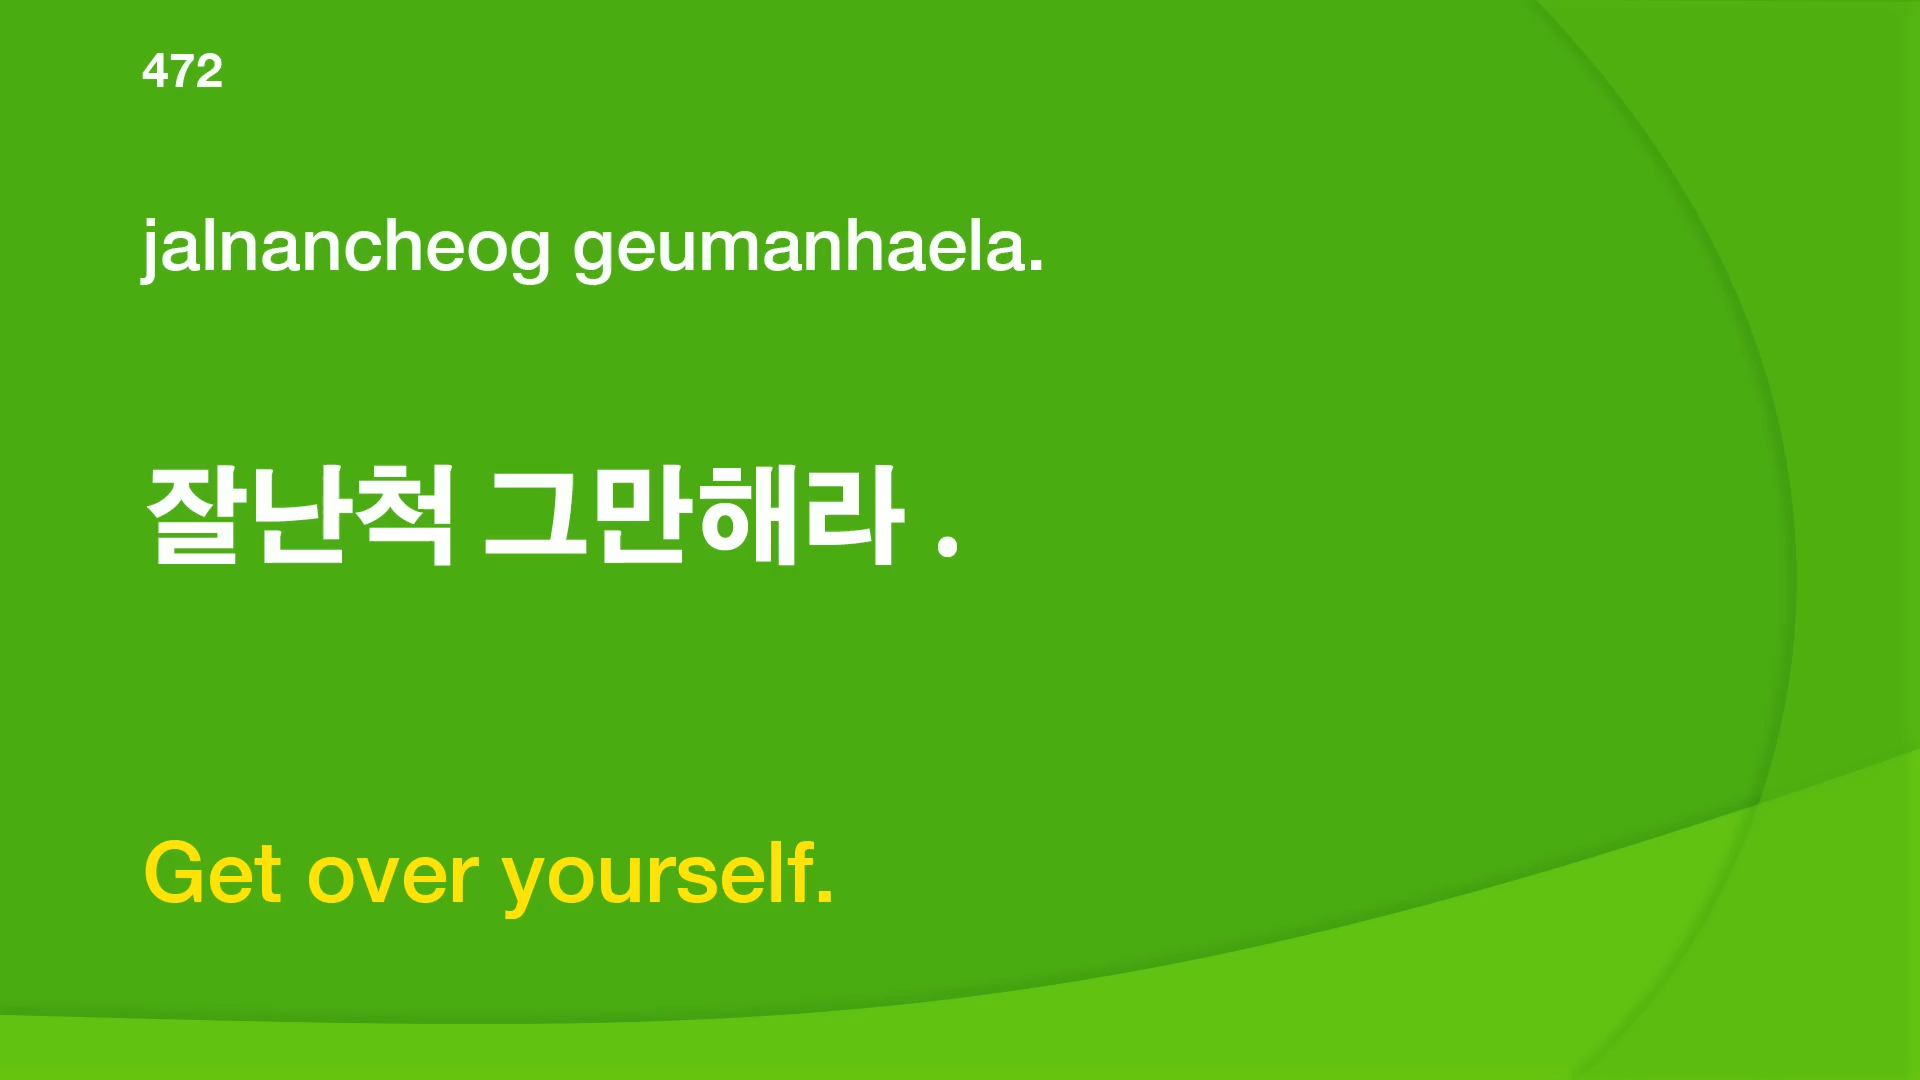 472
jalnancheog geumanhaela.
잘난척 그만해라 .
Get over yourself.